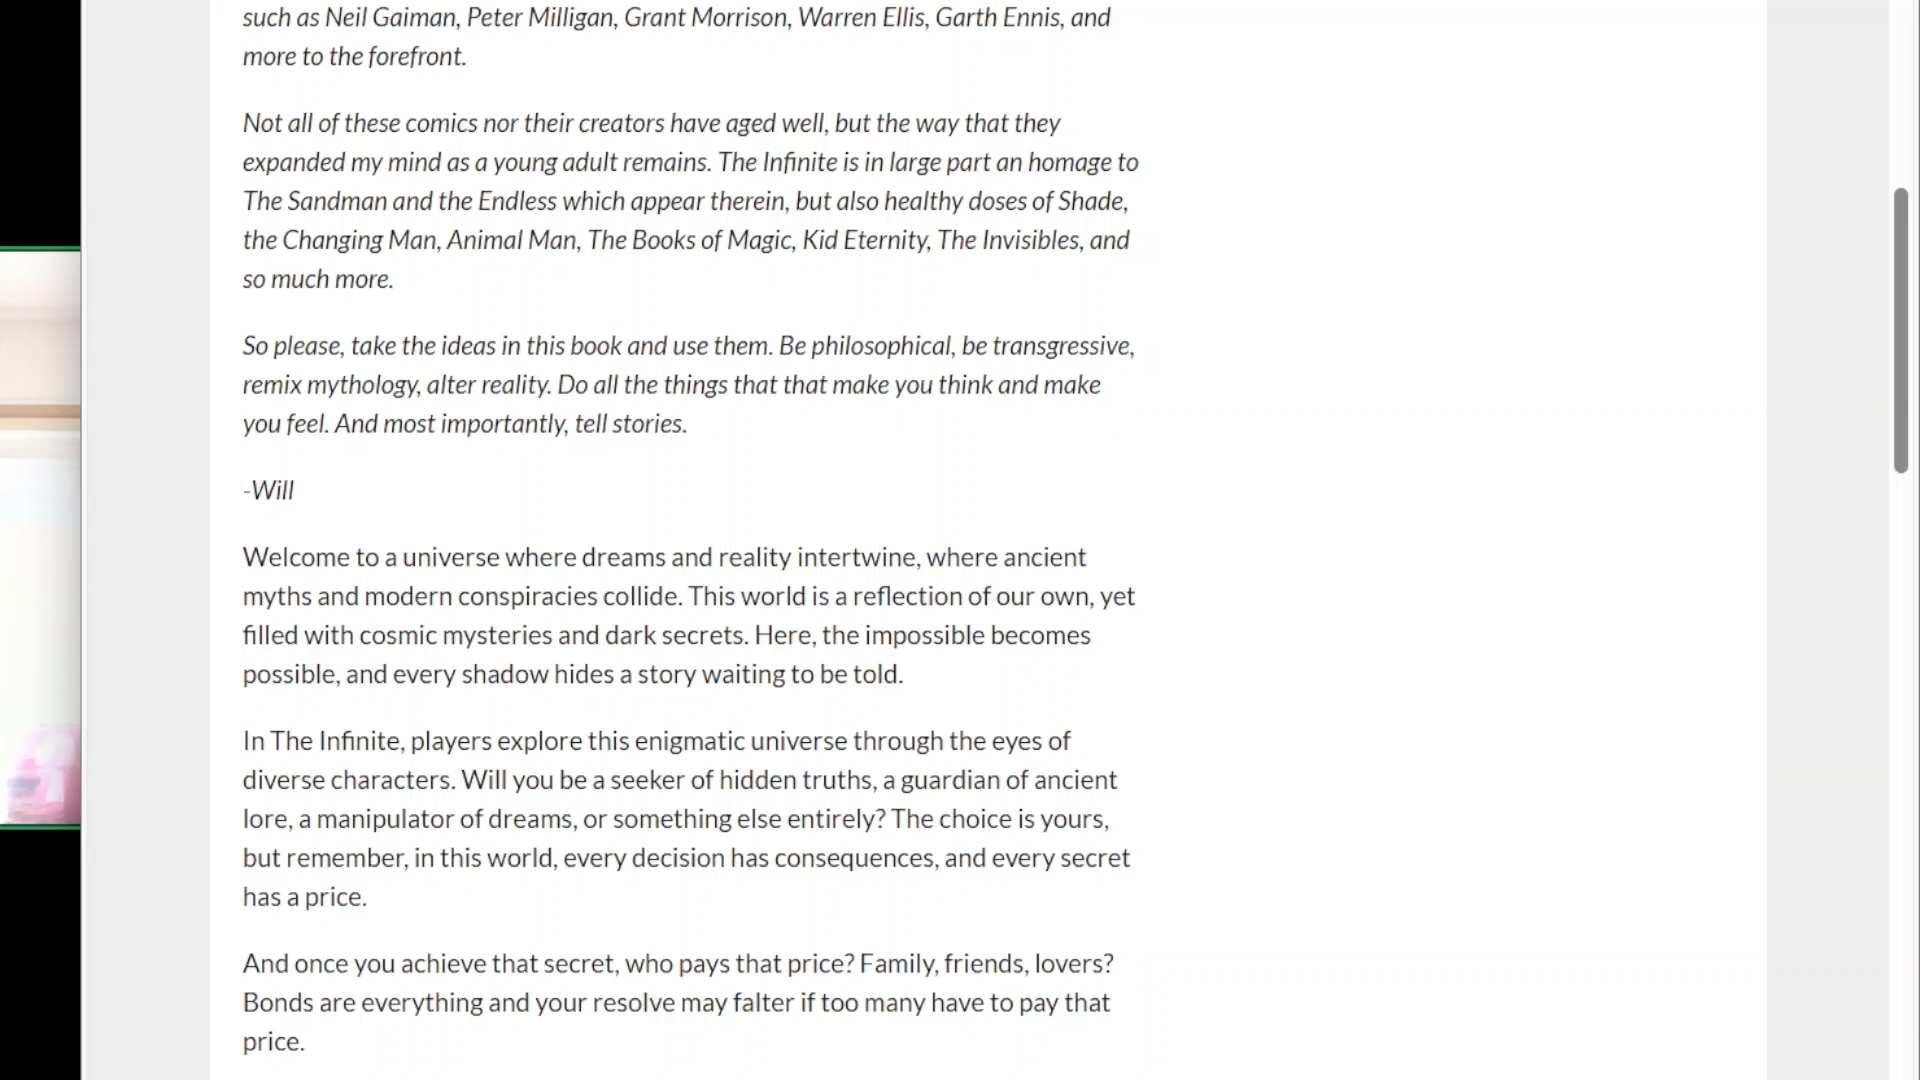 such as Neil Gaiman, Peter Milligan, Grant Morrison, Warren Ellis, Garth Ennis, and
more to the forefront.
Not all of these comics nor their creators have aged well, but the way that they
expanded my mind as a young adult remains. The Infinite is in large part an homage to
The Sandman and the Endless which appear therein, but also healthy doses of Shade,
the Changing Man, Animal Man, The Books of Magic, Kid Eternity, The Invisibles, and
so much more.
So please, take the ideas in this book and use them. Be philosophical, be transgressive,
remix mythology, alter reality. Do all the things that that make you think and make
you feel. And most importantly, tell stories.
-Will
Welcome to a universe where dreams and reality intertwine, where ancient
myths and modern conspiracies collide. This world is a reflection of our own, yet
filled with cosmic mysteries and dark secrets. Here, the impossible becomes
possible, and every shadow hides a story waiting to be told.
In The Infinite, players explore this enigmatic universe through the eyes of
diverse characters. Will you be a seeker of hidden truths, a guardian of ancient
lore, a manipulator of dreams, or something else entirely? The choice is yours,
but remember, in this world, every decision has consequences, and every secret
has a price.
And once you achieve that secret, who pays that price? Family, friends, lovers?
Bonds are everything and your resolve may falter if too many have to pay that
price.